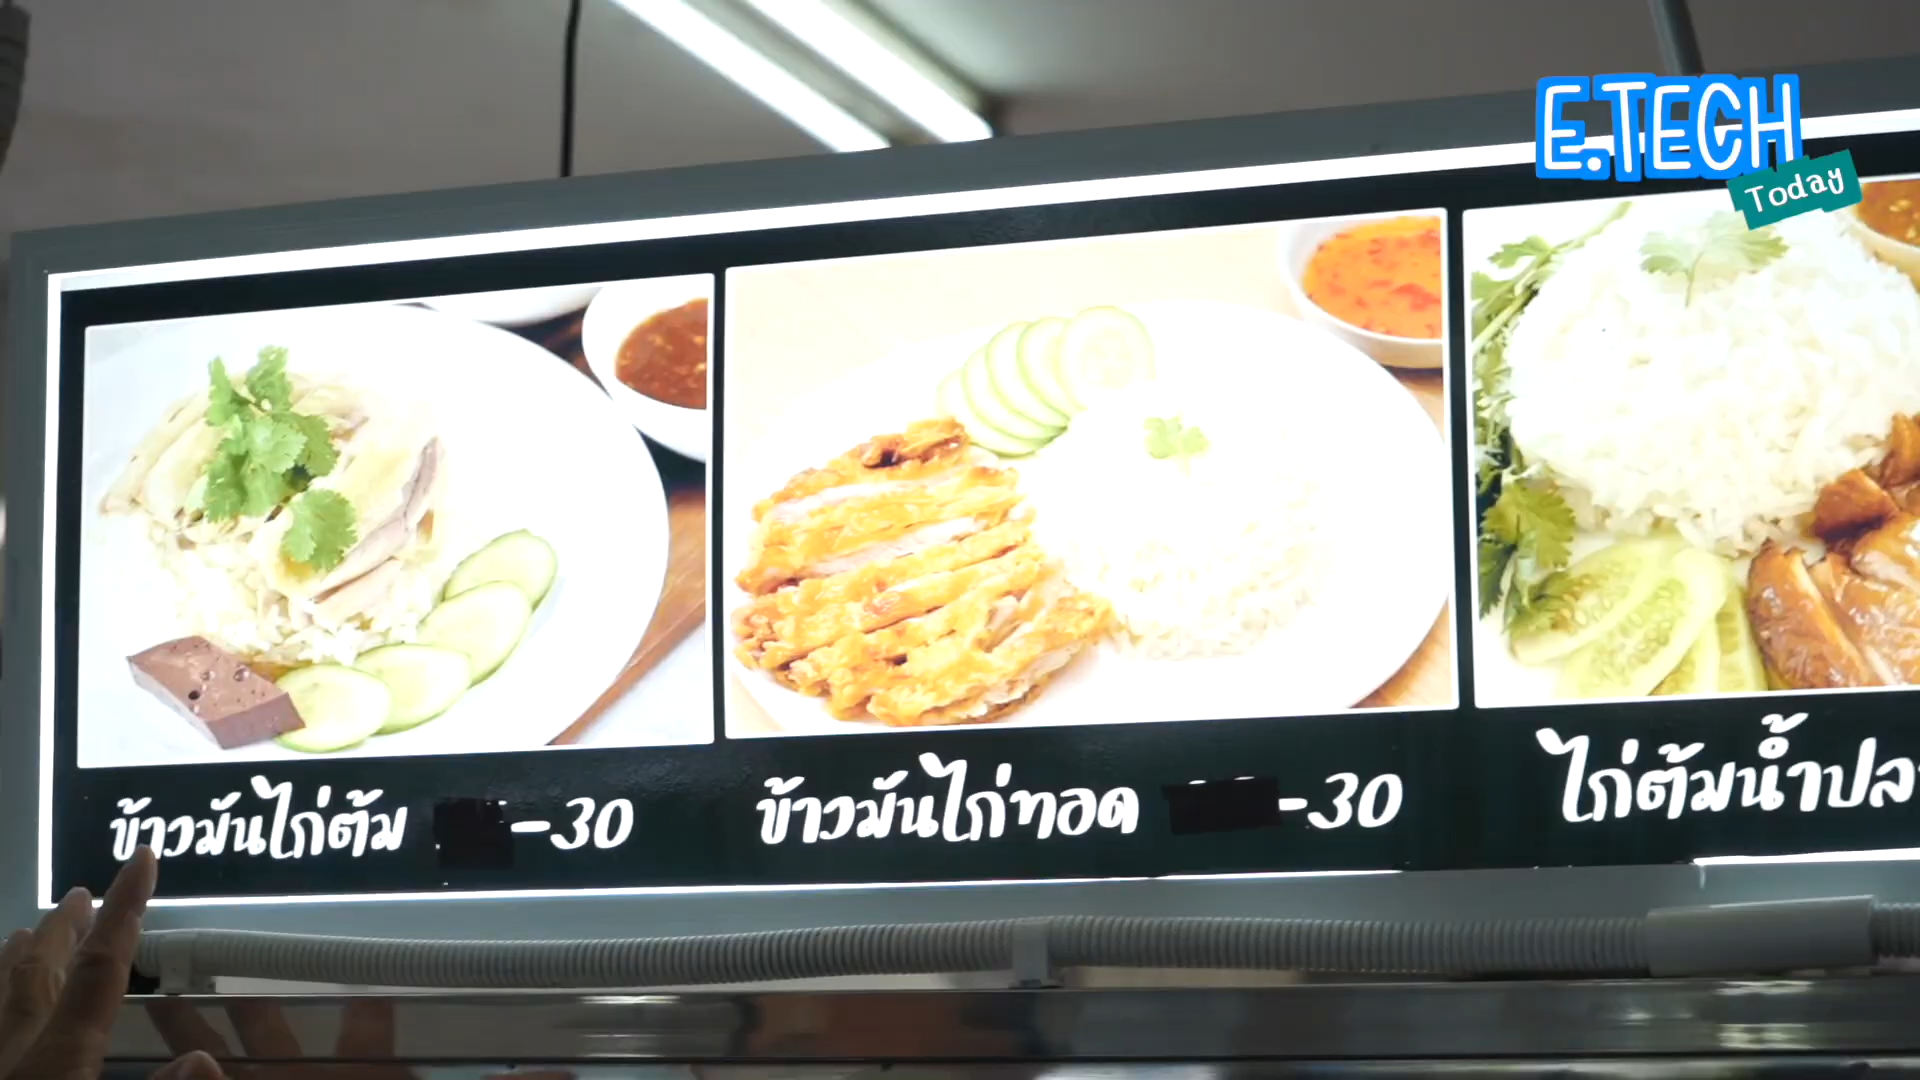 E.TECH
Today
ข้าวมันไก่ต้ม -30
ข้าวมันไก่ทอด -30
ไก่ต้มน้ำปลา